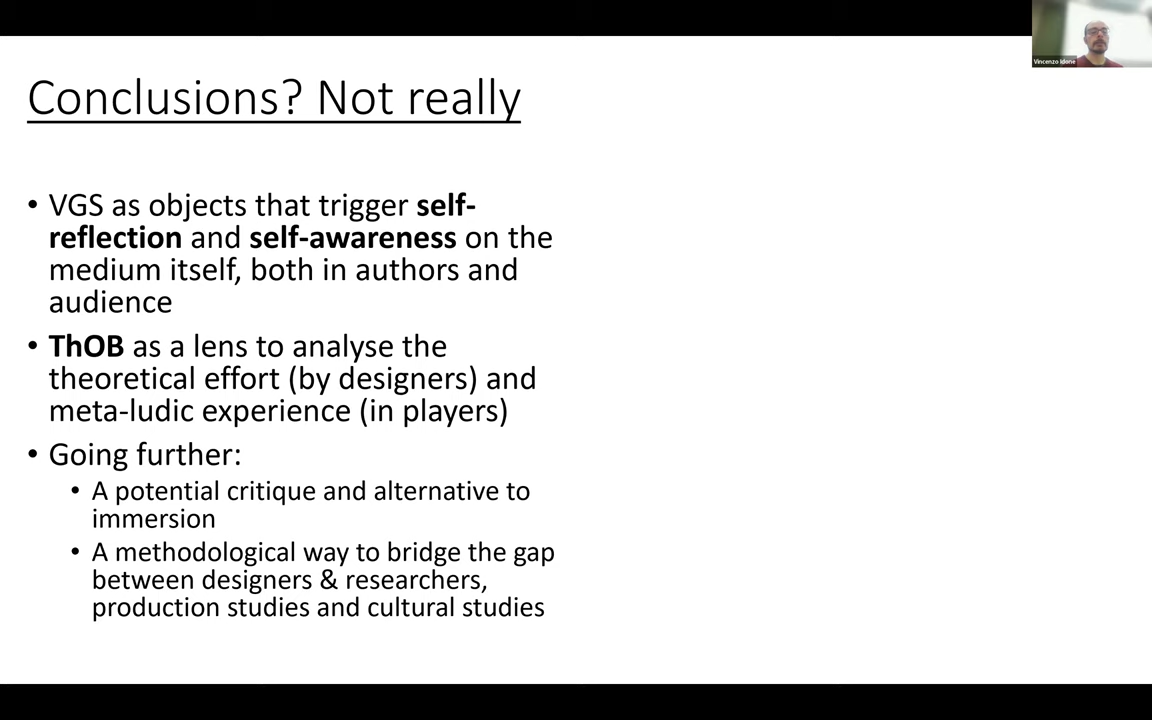 Vincenzo Idone
Conclusions? Not really
• VGS as objects that trigger self-
reflection and self-awareness on the
medium itself, both in authors and
audience
• ThOB as a lens to analyse the
theoretical effort (by designers) and
meta-ludic experience (in players)
• Going further:
• A potential critique and alternative to
immersion
• A methodological way to bridge the gap
between designers & researchers,
production studies and cultural studies